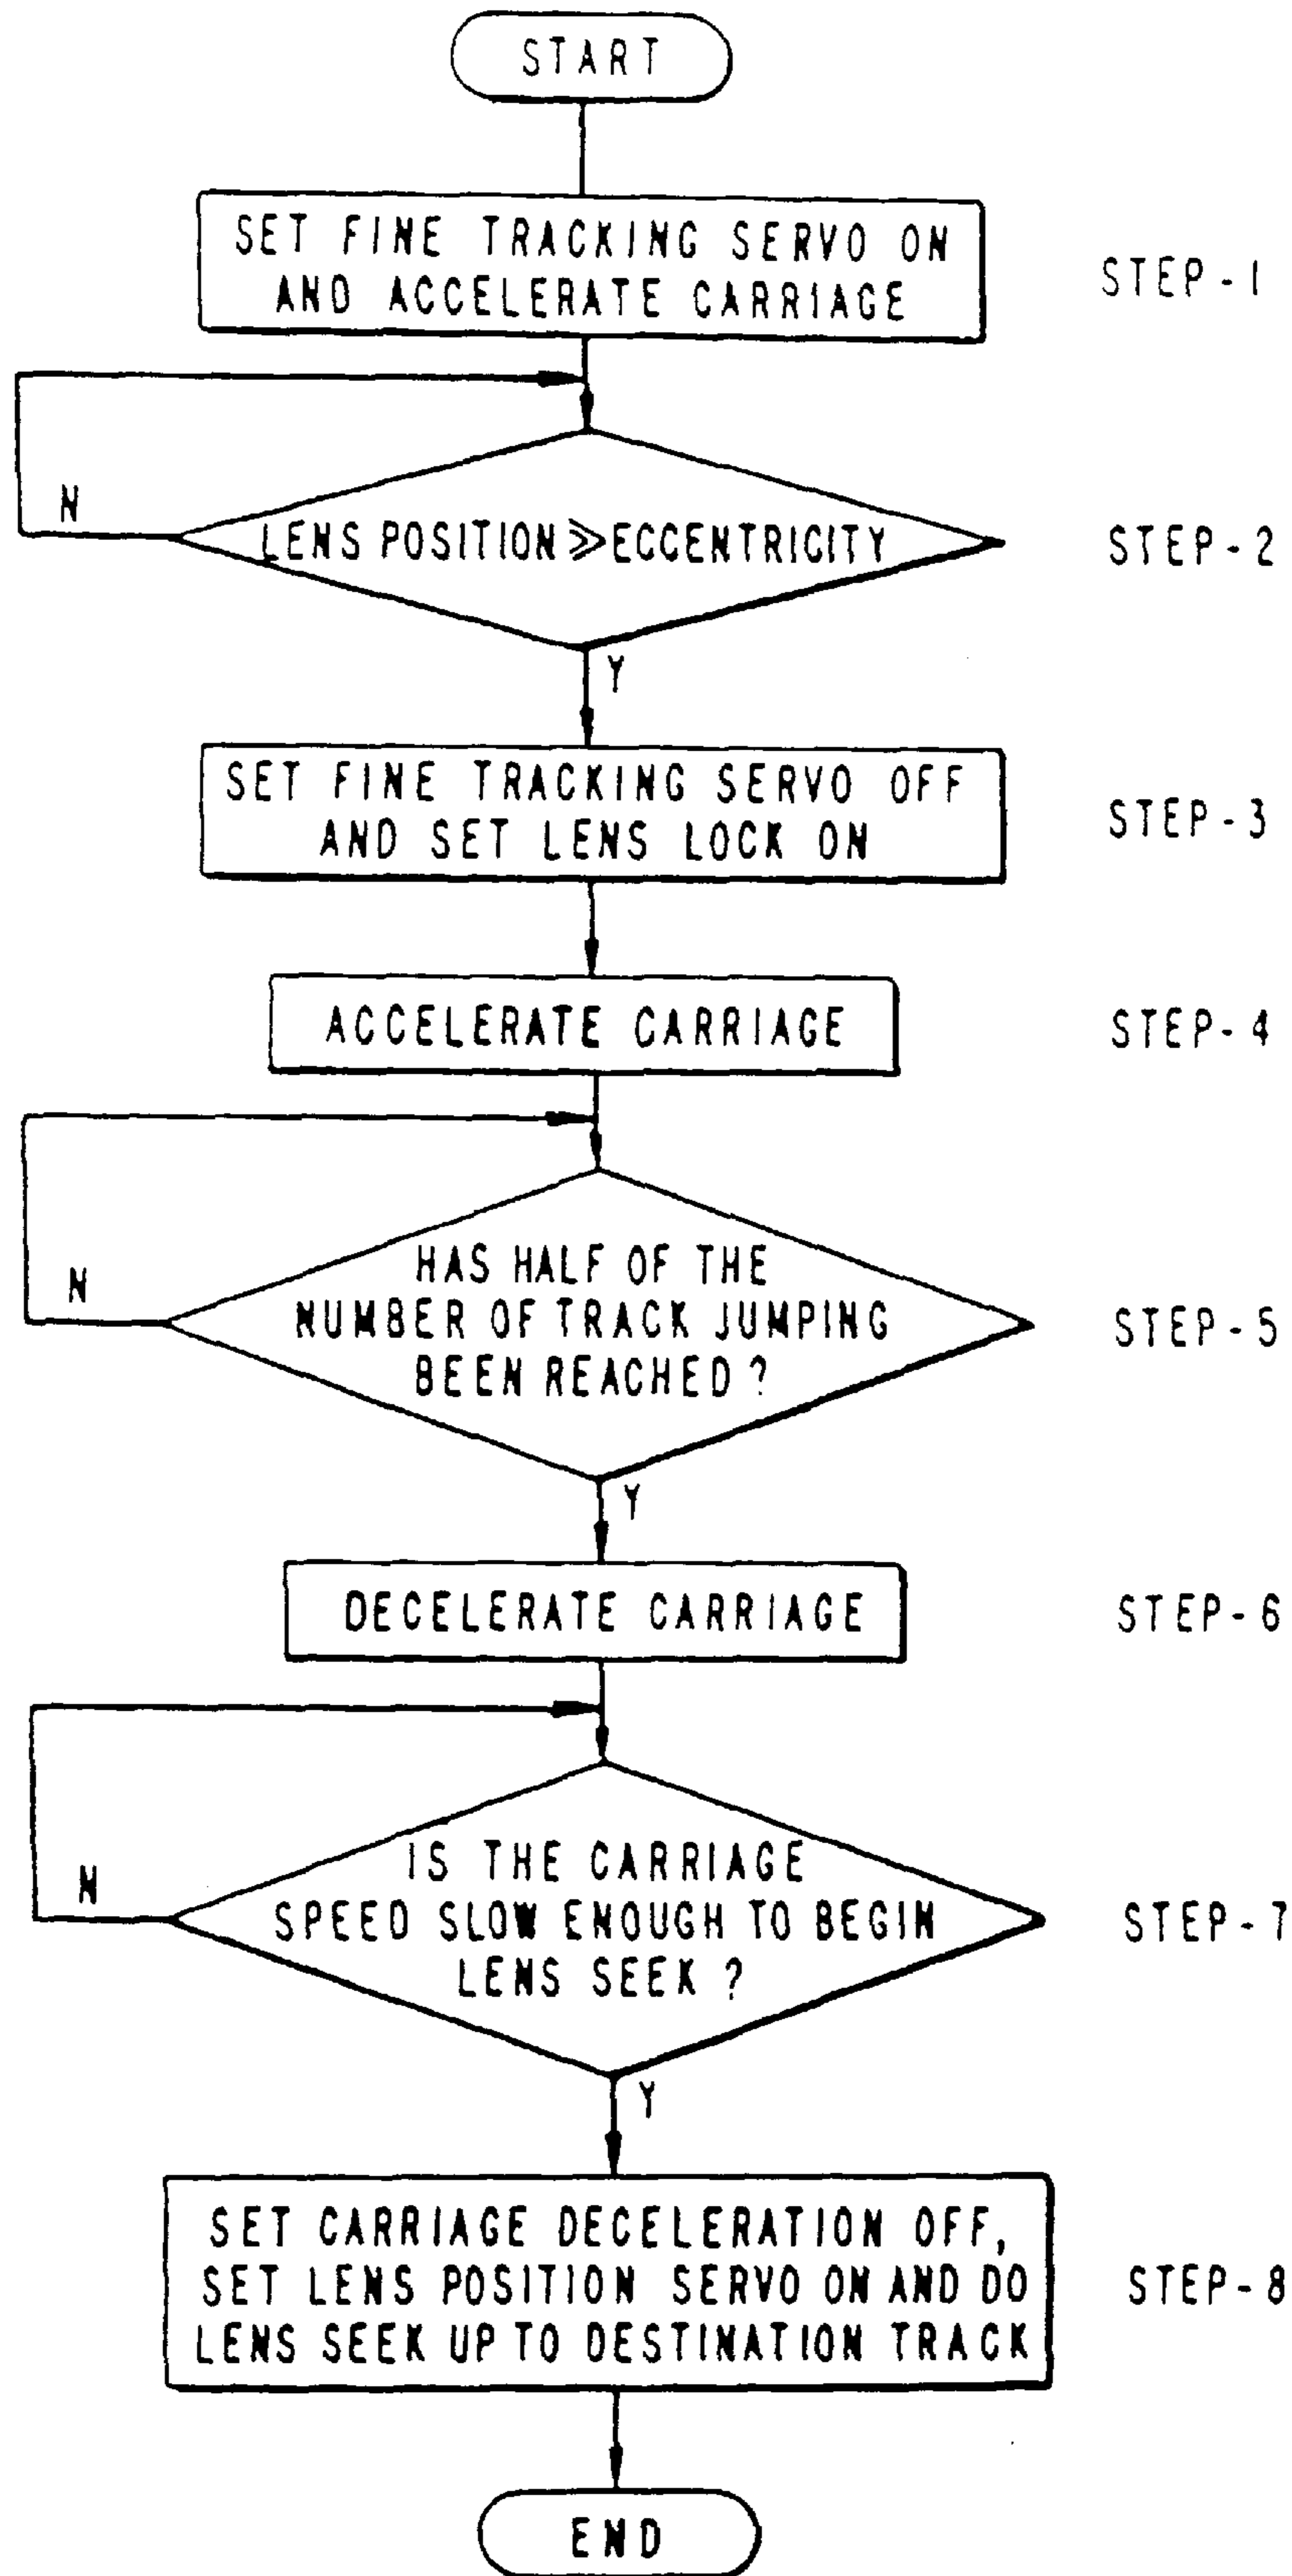 START
SET FINE TRACKING SERVO ON
AND ACCELERATE CARRIAGE
STEP-1
N
LENS POSITION ≫ ECCENTRICITY
STEP-2
Y
SET FINE TRACKING SERVO OFF
AND SET LENS LOCK ON
STEP-3
ACCELERATE CARRIAGE
STEP-4
N
HAS HALF OF THE
NUMBER OF TRACK JUMPING
BEEN REACHED ?
STEP-5
Y
DECELERATE CARRIAGE
STEP-6
N
IS THE CARRIAGE
SPEED SLOW ENOUGH TO BEGIN
LENS SEEK ?
STEP-7
Y
SET CARRIAGE DECELERATION OFF,
SET LENS POSITION SERVO ON AND DO
LENS SEEK UP TO DESTINATION TRACK
STEP-8
END